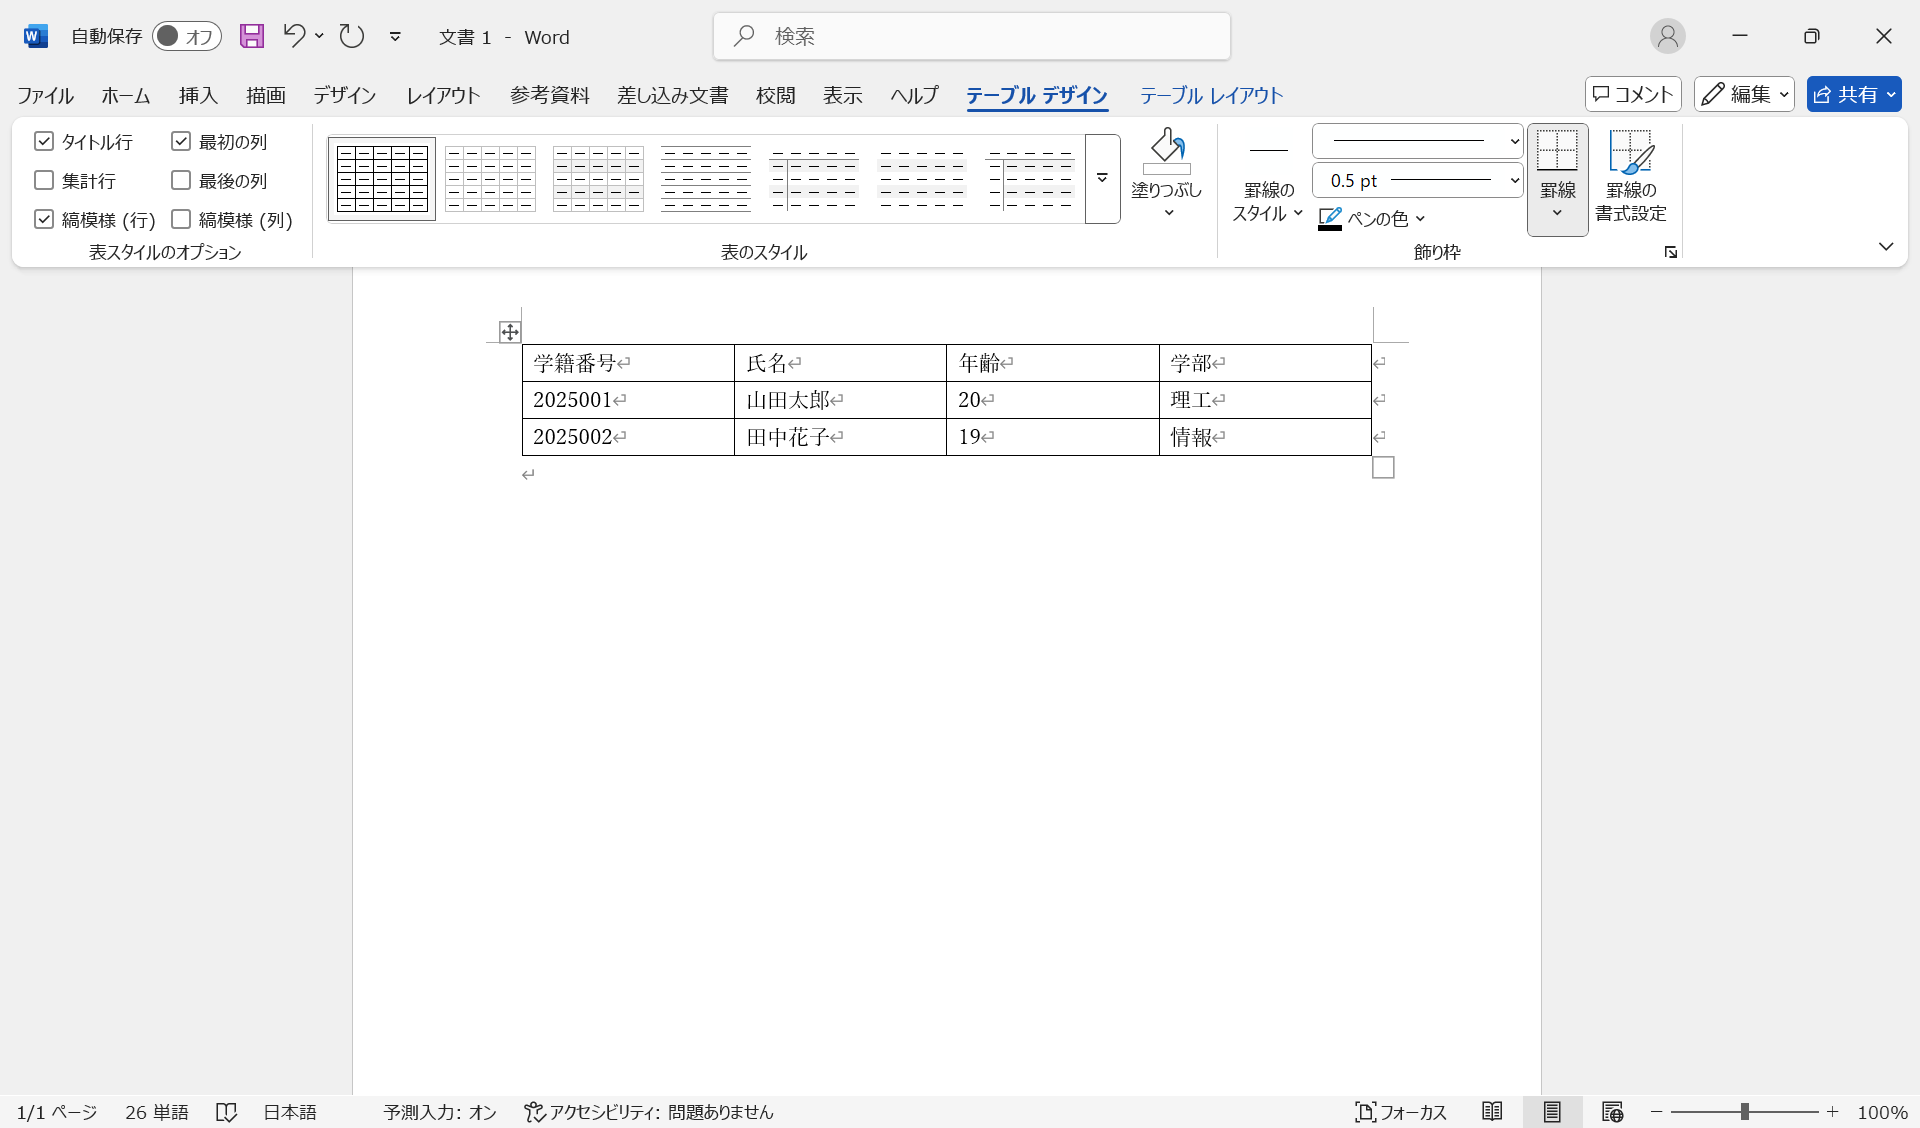 自動保存 オフ 文書 1 - Word 検索
ファイル ホーム 挿入 描画 デザイン レイアウト 参考資料 差し込み文書 校閲 表示 ヘルプ テーブル デザイン テーブル レイアウト コメント 編集 共有
タイトル行 最初の列
集計行 最後の列
縞模様 (行) 縞模様 (列)
表スタイルのオプション
表のスタイル
塗りつぶし
罫線の
スタイル
0.5 pt
ペンの色
罫線
罫線の
書式設定
飾り枠
学籍番号 氏名 年齢 学部
2025001 山田太郎 20 理工
2025002 田中花子 19 情報
1/1 ページ 26 単語 日本語 予測入力: オン アクセシビリティ: 問題ありません フォーカス 100%